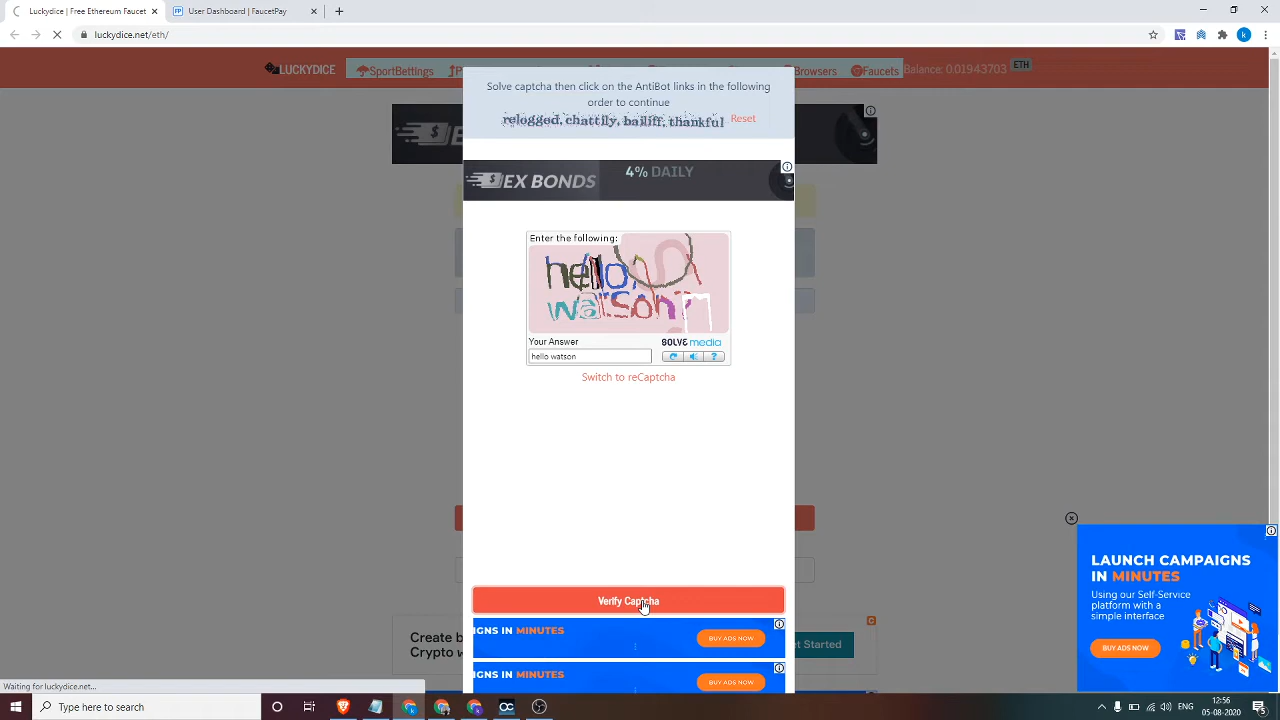 Earn ETH - Free Ethereum Faucet
User Dashboard / FaucetPay
luckydice.net/eth/
LUCKYDICE
SportBettings
Browsers
Faucets
Balance: 0.01943703
ETH
Solve captcha then click on the AntiBot links in the following
order to continue
relogged, chattily, bailiff, thankful
Reset
EX BONDS
4% DAILY
Enter the following:
hello,
watson
Your Answer
SOLVE media
hello watson
?
Switch to reCaptcha
LAUNCH CAMPAIGNS
IN MINUTES
Using our Self-Service
platform with a
simple interface
BUY ADS NOW
Verify Captcha
IGNS IN MINUTES
BUY ADS NOW
Create b
Crypto
et Started
IGNS IN MINUTES
BUY ADS NOW
Waiting for luckydice.net...
Type here to search
12:56
05-08-2020